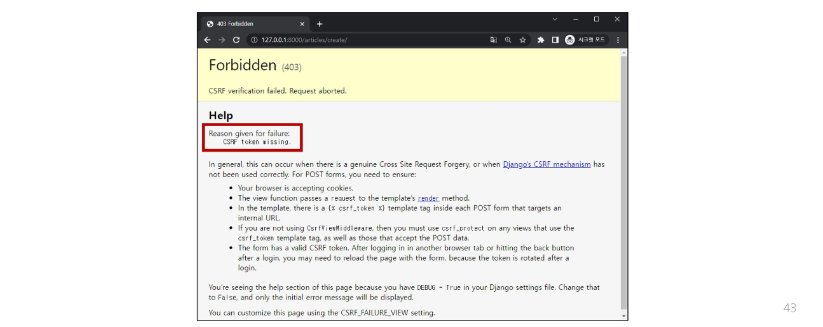 403 Forbidden
127.0.0.1:8000/articles/create/
시크릿 모드
Forbidden (403)
CSRF verification failed. Request aborted.
Help
Reason given for failure:
CSRF token missing.
In general, this can occur when there is a genuine Cross Site Request Forgery, or when Django's CSRF mechanism has
not been used correctly. For POST forms, you need to ensure:
• Your browser is accepting cookies.
• The view function passes a request to the template's render method.
• In the template, there is a {% csrf_token %} template tag inside each POST form that targets an
internal URL.
• If you are not using CsrfViewMiddleware, then you must use csrf_protect on any views that use the
csrf_token template tag, as well as those that accept the POST data.
• The form has a valid CSRF token. After logging in in another browser tab or hitting the back button
after a login, you may need to reload the page with the form, because the token is rotated after a
login.
You're seeing the help section of this page because you have DEBUG = True in your Django settings file. Change that
to False, and only the initial error message will be displayed.
You can customize this page using the CSRF_FAILURE_VIEW setting.
43